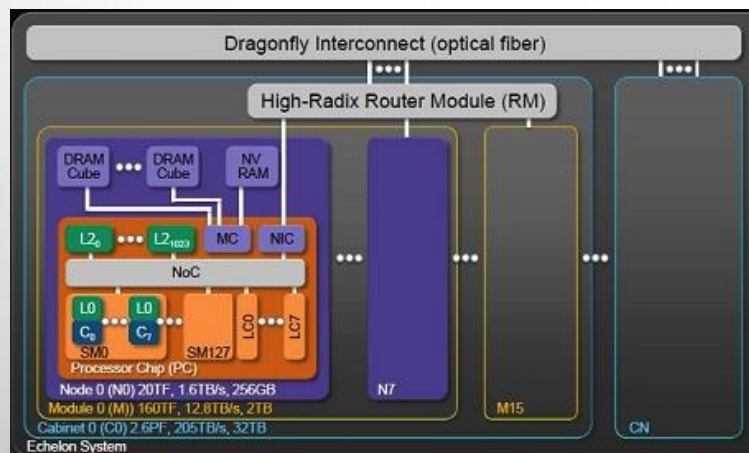 Dragonfly Interconnect (optical fiber)
High-Radix Router Module (RM)
DRAM Cube
DRAM Cube
NV RAM
L2₀
L2₁₀₂₃
MC
NIC
NoC
L0
L0
C₀
C₇
SM0
SM127
LC0
LC7
Processor Chip (PC)
Node 0 (N0) 20TF, 1.6TB/s, 256GB
N7
Module 0 (M)) 160TF, 12.8TB/s, 2TB
M15
Cabinet 0 (C0) 2.6PF, 205TB/s, 32TB
CN
Echelon System